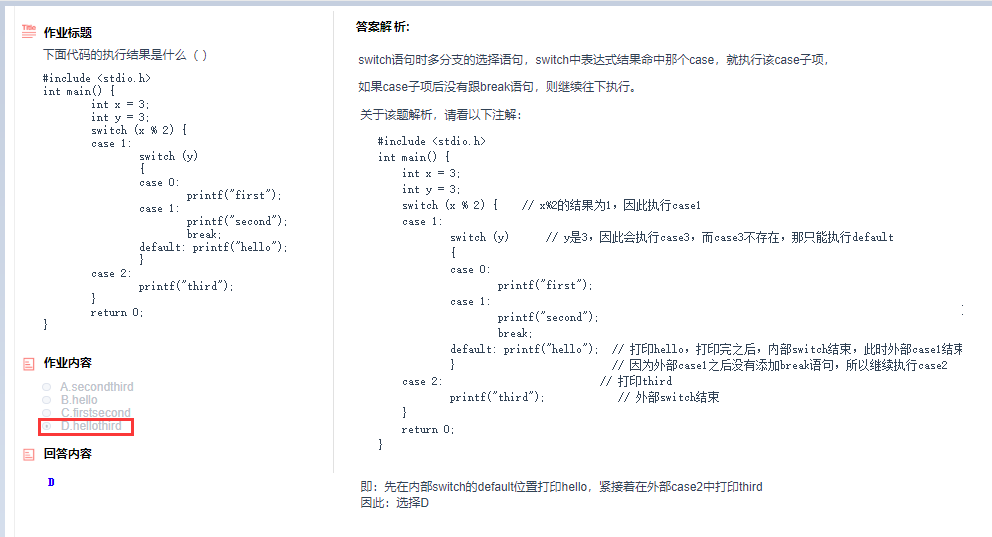 Title 作业标题
下面代码的执行结果是什么（ ）
#include <stdio.h>
int main() {
int x = 3;
int y = 3;
switch (x % 2) {
case 1:
switch (y)
{
case 0:
printf("first");
case 1:
printf("second");
break;
default: printf("hello");
}
case 2:
printf("third");
}
return 0;
}
作业内容
A.secondthird
B.hello
C.firstsecond
D.hellothird
回答内容
D
答案解析：
switch语句时多分支的选择语句，switch中表达式结果命中那个case，就执行该case子项，
如果case子项后没有跟break语句，则继续往下执行。
关于该题解析，请看以下注解：
#include <stdio.h>
int main() {
int x = 3;
int y = 3;
switch (x % 2) { // x%2的结果为1，因此执行case1
case 1:
switch (y) // y是3，因此会执行case3，而case3不存在，那只能执行default
{
case 0:
printf("first");
case 1:
printf("second");
break;
default: printf("hello"); // 打印hello，打印完之后，内部switch结束，此时外部case1结束
} // 因为外部case1之后没有添加break语句，所以继续执行case2
case 2: // 打印third
printf("third"); // 外部switch结束
}
return 0;
}
即：先在内部switch的default位置打印hello，紧接着在外部case2中打印third
因此：选择D